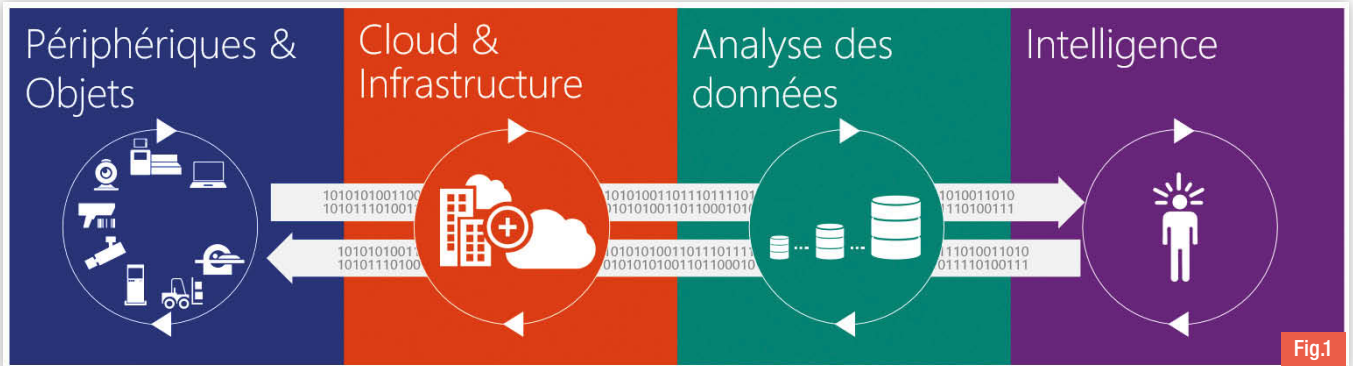 Périphériques &
Objets
Cloud &
Infrastructure
Analyse des
données
Intelligence
Fig.1